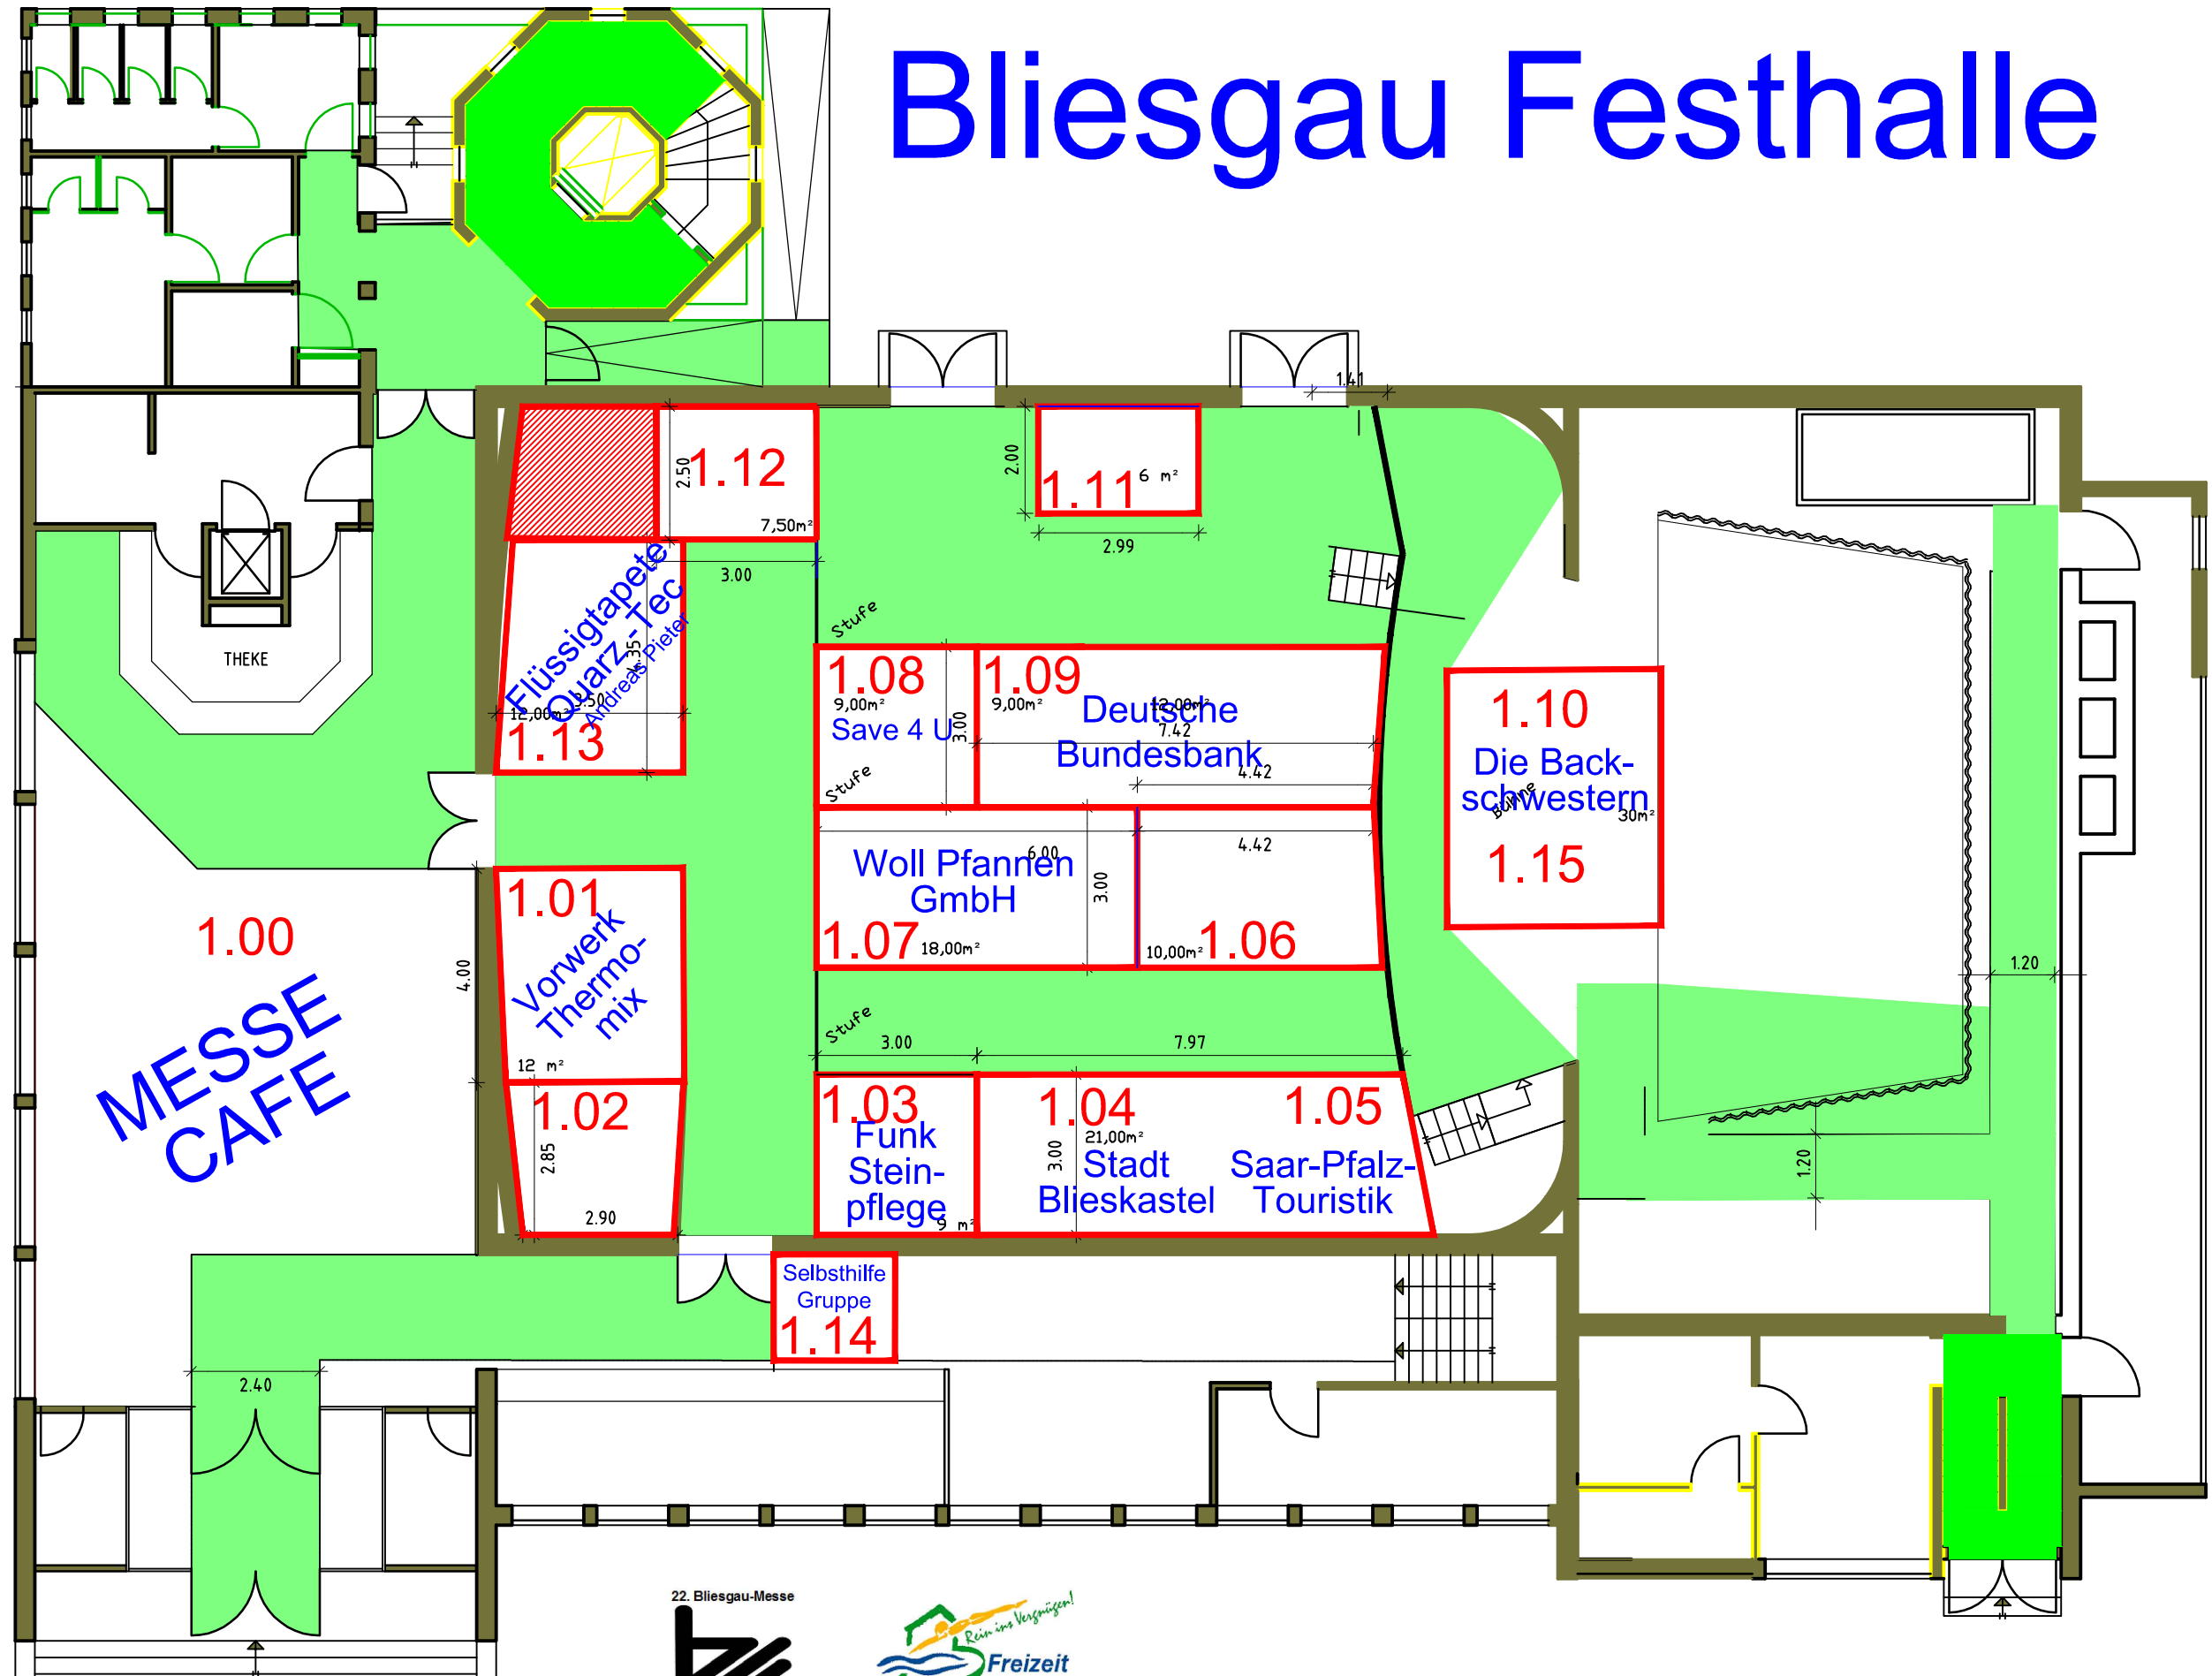 Bliesgau Festhalle
1.41
1.12
2.50
7,50m²
3.00
1.11
6 m²
2.00
2.99
THEKE
Flüssigtapete
Quarz.-Tec
Andreas Pieter
3.50
12,00m²
1.13
Stufe
1.08
9,00m²
Save 4 U
3.00
Stufe
1.09
9,00m²
12,00m²
Deutsche
Bundesbank
7.42
4.42
1.10
Die Back-
schwestern
Bühne
30m²
1.15
Woll Pfannen
GmbH
6.00
3.00
1.07
18,00m²
4.42
10,00m²
1.06
1.00
MESSE
CAFE
4.00
1.01
Vorwerk
Thermo-
mix
12 m²
1.02
2.85
2.90
Stufe
3.00
7.97
1.03
Funk
Stein-
pflege
9 m²
1.04
21,00m²
3.00
Stadt
Blieskastel
1.05
Saar-Pfalz-
Touristik
1.20
1.20
Selbsthilfe
Gruppe
1.14
2.40
22. Bliesgau-Messe
Rein ins Vergnügen!
Freizeit